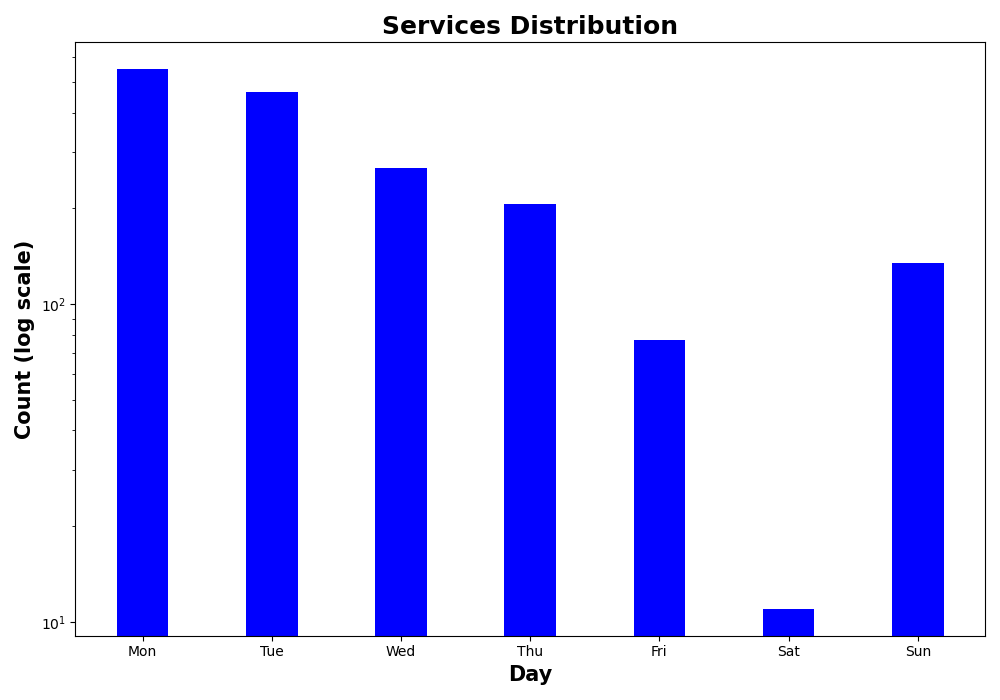 Services Distribution
Count (log scale)
10²
10¹
Mon Tue Wed Thu Fri Sat Sun
Day